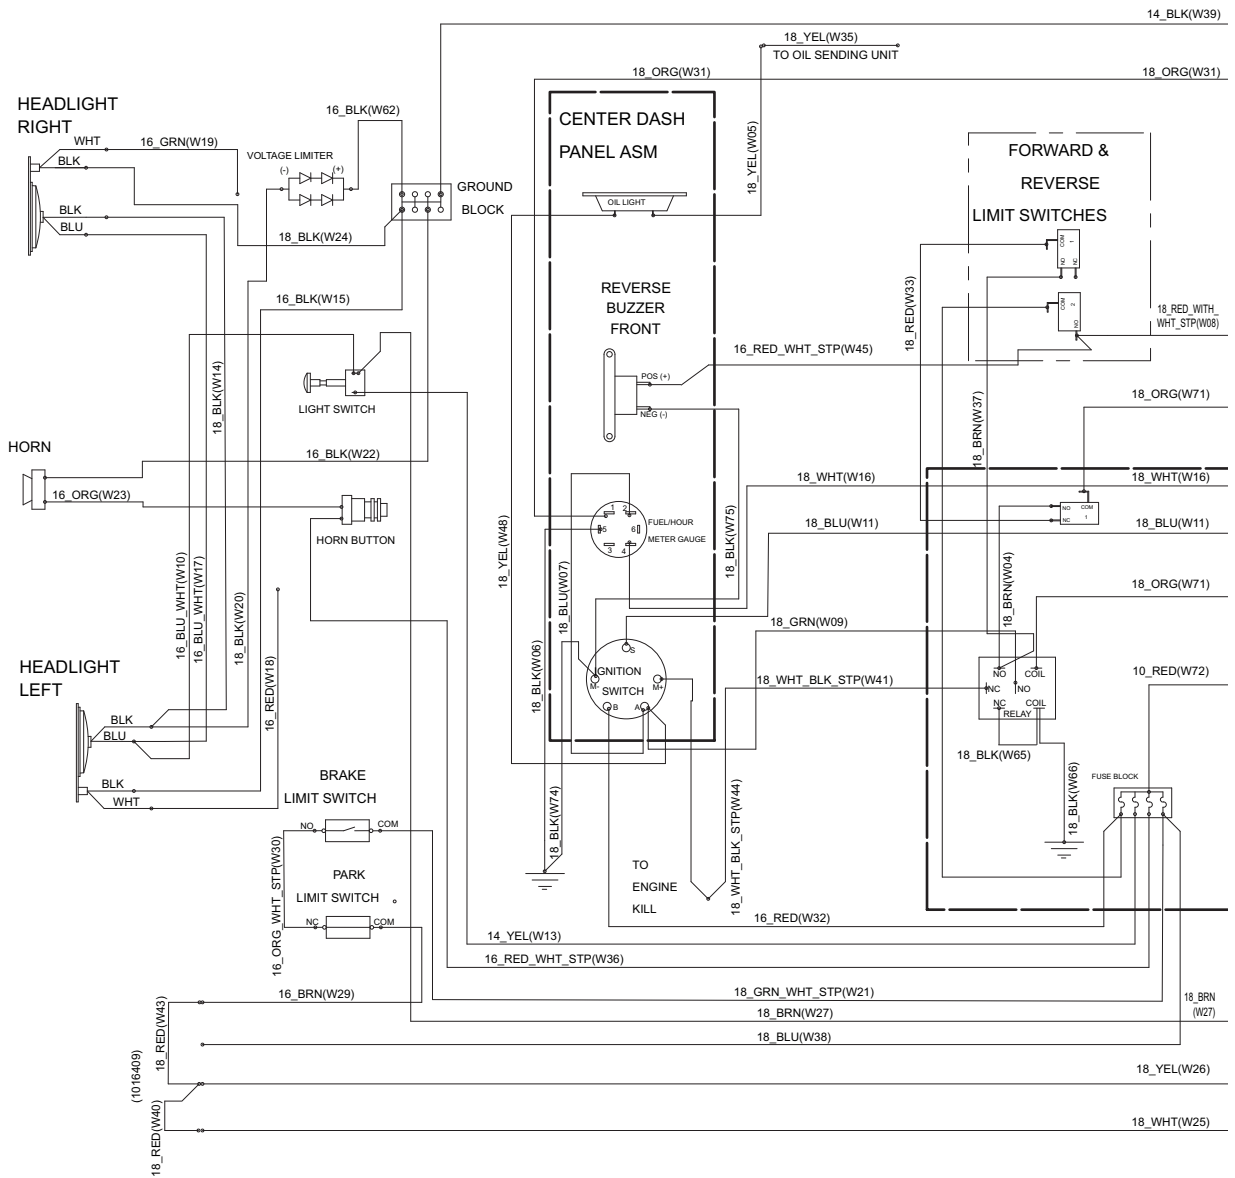 14_BLK(W39)
18_YEL(W35)
TO OIL SENDING UNIT
18_ORG(W31)
18_ORG(W31)
HEADLIGHT
RIGHT
16_BLK(W62)
CENTER DASH
PANEL ASM
18_YEL(W05)
WHT
16_GRN(W19)
BLK
VOLTAGE LIMITER
(-)
(+)
FORWARD &
REVERSE
LIMIT SWITCHES
GROUND
BLOCK
OIL LIGHT
BLK
BLU
18_BLK(W24)
COM
1
NO
NC
COM
2
NO
16_BLK(W15)
REVERSE
BUZZER
FRONT
18_RED(W33)
18_RED_WITH_
WHT_STP(W08)
16_RED_WHT_STP(W45)
POS (+)
NEG (-)
18_BLK(W14)
LIGHT SWITCH
18_BRN(W37)
18_ORG(W71)
HORN
16_BLK(W22)
16_ORG(W23)
HORN BUTTON
18_WHT(W16)
18_WHT(W16)
1
2
5
6
3
4
FUEL/HOUR
METER GAUGE
18_BLU(W11)
18_BLU(W11)
NO
COM
NC
1
18_YEL(W48)
18_BLU(W07)
18_BLK(W75)
16_BLU_WHT(W10)
16_BLU_WHT(W17)
18_BLK(W20)
16_RED(W18)
18_BLK(W06)
18_BRN(W04)
18_ORG(W71)
18_GRN(W09)
HEADLIGHT
LEFT
S
IGNITION
SWITCH
M-
M+
B
A
18_WHT_BLK_STP(W41)
NO
COIL
NC
NO
NC
COIL
RELAY
10_RED(W72)
BLK
BLU
BLK
WHT
18_BLK(W65)
18_BLK(W66)
FUSE BLOCK
BRAKE
LIMIT SWITCH
NO
COM
16_ORG_WHT_STP(W30)
18_BLK(W74)
18_WHT_BLK_STP(W44)
TO
ENGINE
KILL
PARK
LIMIT SWITCH
NC
COM
16_RED(W32)
14_YEL(W13)
16_RED_WHT_STP(W36)
16_BRN(W29)
18_GRN_WHT_STP(W21)
18_BRN(W27)
18_BRN
(W27)
18_BLU(W38)
18_RED(W43)
(1016409)
18_YEL(W26)
18_RED(W40)
18_WHT(W25)